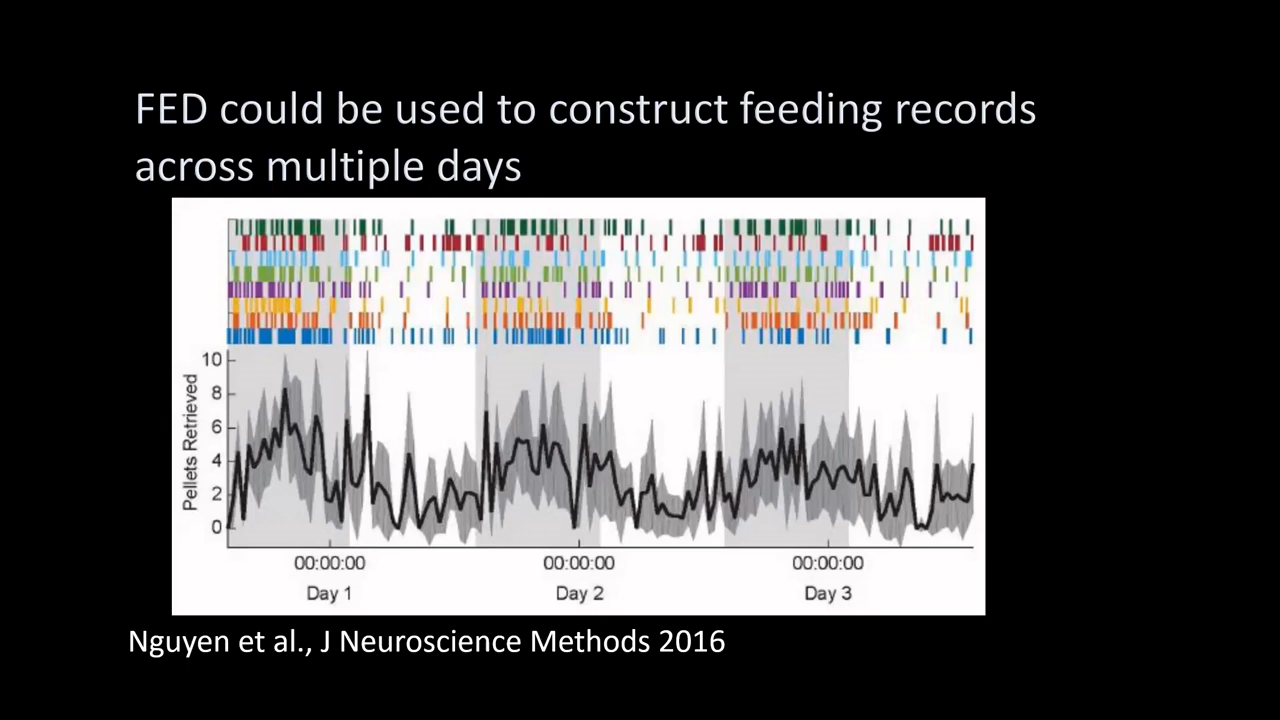 FED could be used to construct feeding records
across multiple days
Pellets Retrieved
10
8
6
4
2
0
00:00:00 00:00:00 00:00:00
Day 1 Day 2 Day 3
Nguyen et al., J Neuroscience Methods 2016